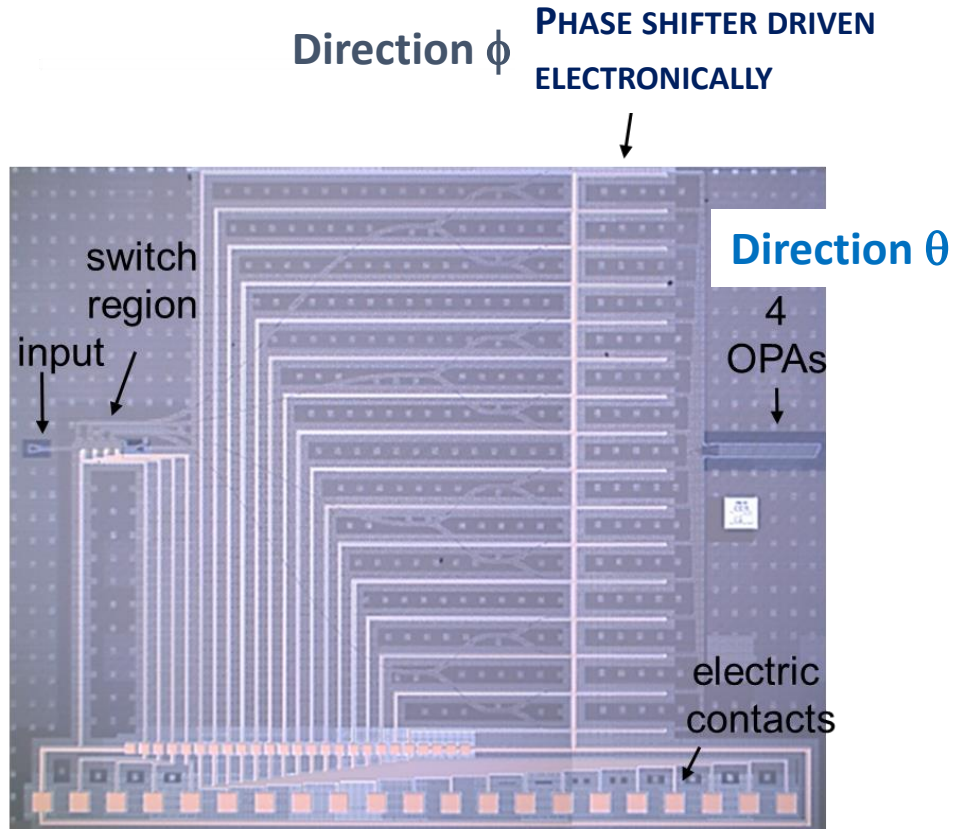 Direction ϕ
PHASE SHIFTER DRIVEN
ELECTRONICALLY
switch
region
input
Direction θ
4
OPAs
electric
contacts